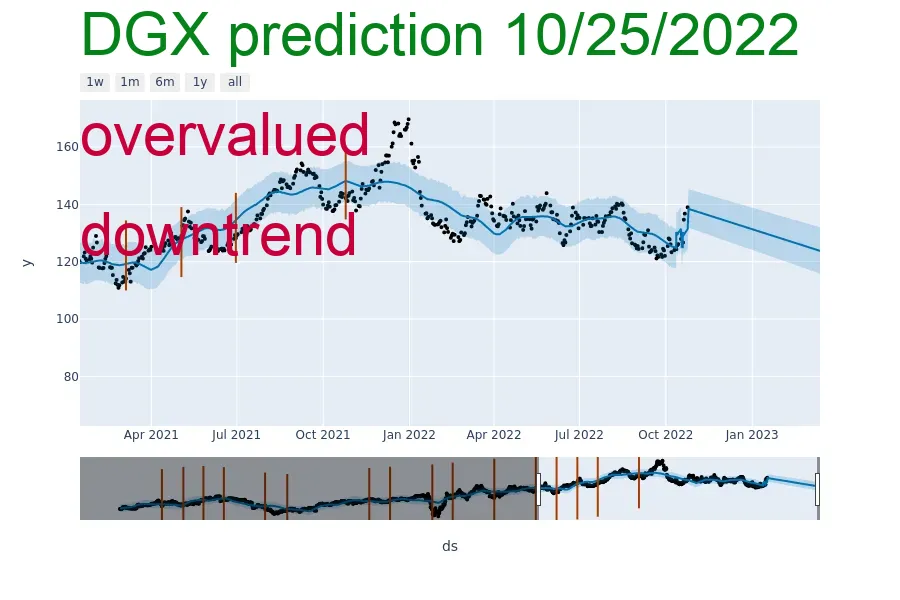 DGX prediction 10/25/2022
1w 1m 6m 1y all
overvalued
downtrend
160
140
120
100
80
y
Apr 2021 Jul 2021 Oct 2021 Jan 2022 Apr 2022 Jul 2022 Oct 2022 Jan 2023
ds